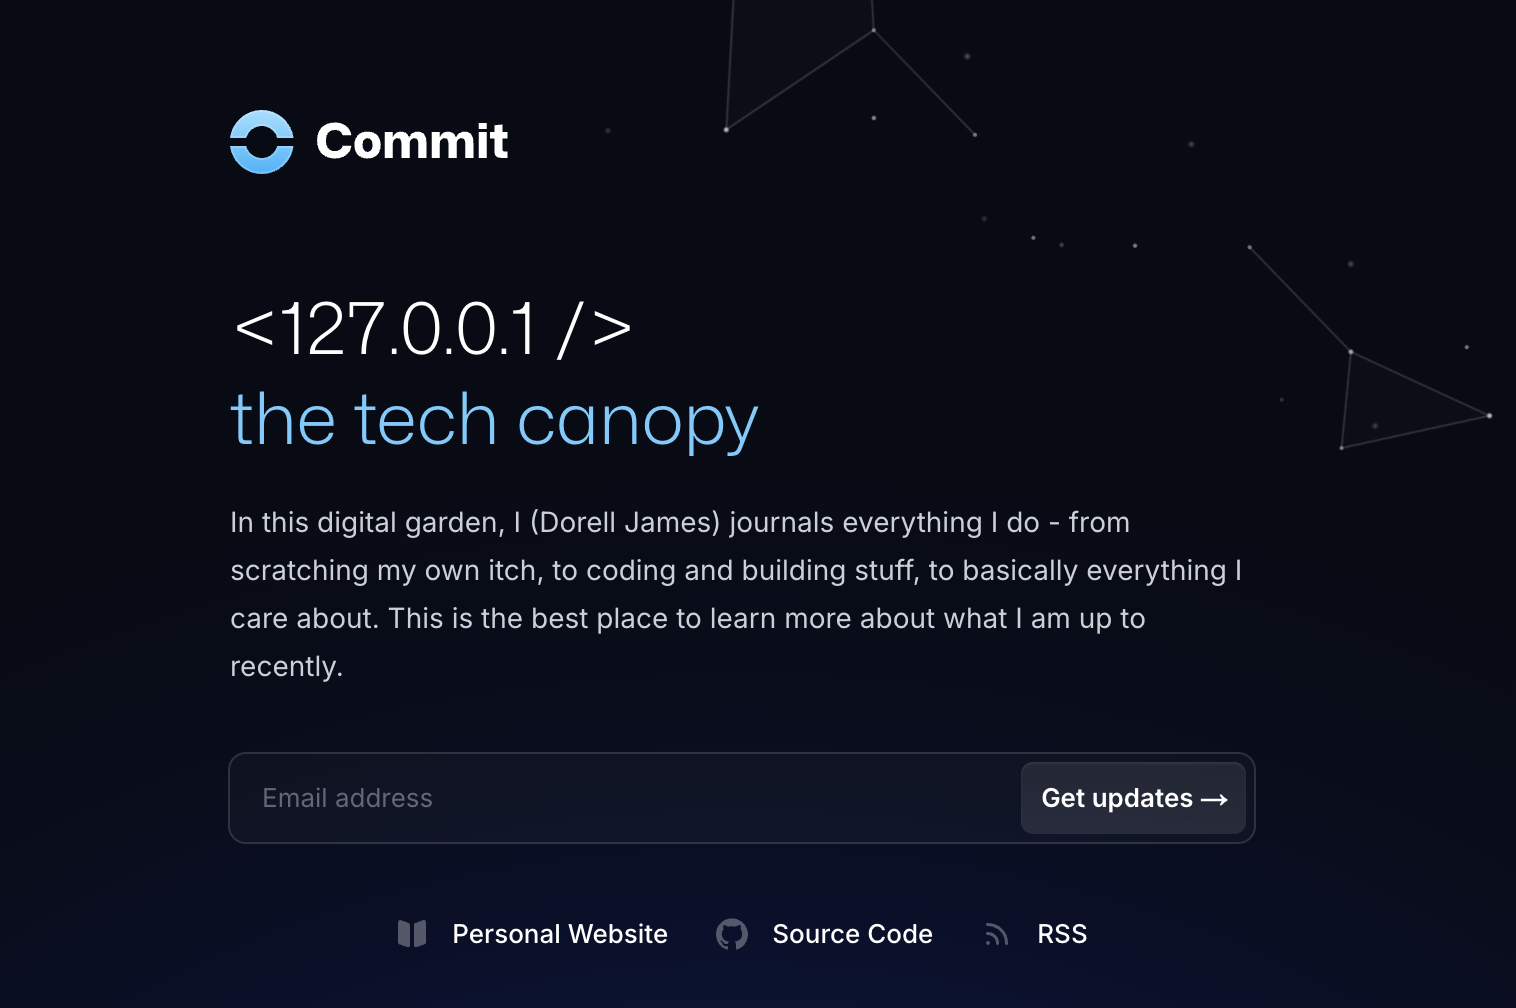 Commit
<127.0.0.1 />
the tech canopy
In this digital garden, I (Dorell James) journals everything I do - from
scratching my own itch, to coding and building stuff, to basically everything I
care about. This is the best place to learn more about what I am up to
recently.
Email address
Get updates →
Personal Website
Source Code
RSS